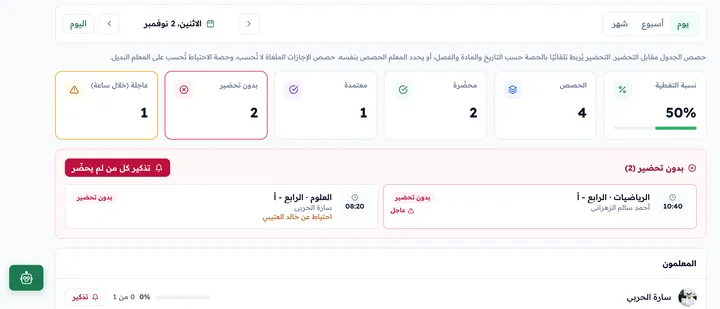 يوم
أسبوع
شهر
الاثنين، 2 نوفمبر
اليوم
حصص الجدول مقابل التحضير. التحضير يُربط تلقائيًا بالحصة حسب التاريخ والمادة والفصل، أو يحدد المعلم الحصص بنفسه. حصص الإجازات الملغاة لا تُحسب، وحصة الاحتياط تُحسب على المعلم البديل.
نسبة التغطية
50%
الحصص
4
محضّرة
2
معتمدة
1
بدون تحضير
2
عاجلة (خلال ساعة)
1
بدون تحضير (2)
تذكير كل من لم يحضّر
10:40
الرياضيات · الرابع - أ
أحمد سالم الزهراني
بدون تحضير
عاجل
08:20
العلوم · الرابع - أ
سارة الحربي
احتياط عن خالد العتيبي
بدون تحضير
المعلمون
سارة الحربي
0%
0 من 1
تذكير